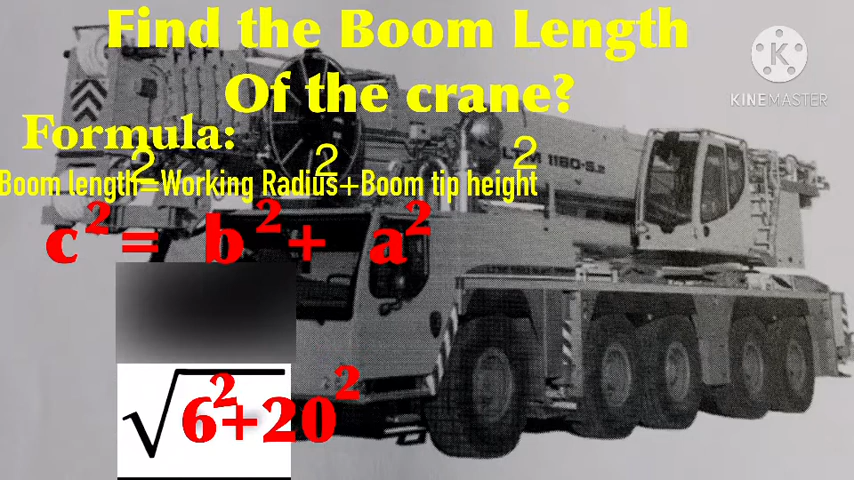 Find the Boom Length
Of the crane?
Formula:
Boom length²=Working Radius²+Boom tip height²
c²= b²+ a²
√6²+20²
LTM 1160-5.2
K
KINEMASTER